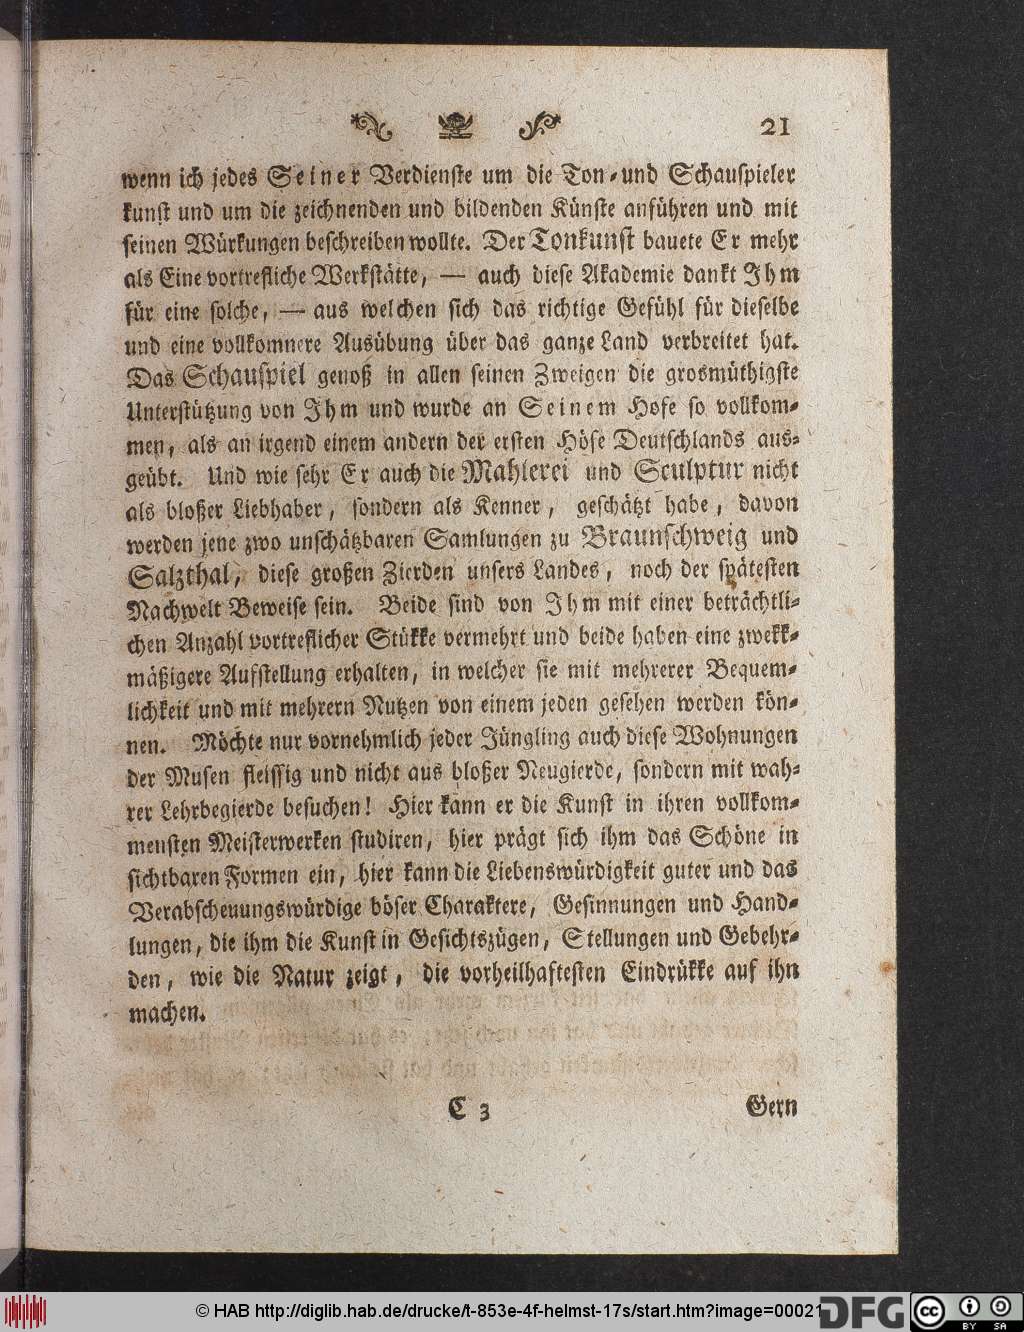 21
wenn ich jedes Seiner Verdienste um die Ton-und Schauspieler
kunst und um die zeichnenden und bildenden Künste anführen und mit
seinen Würkungen beschreiben wollte. Der Tonkunst bauete Er mehr
als Eine vortrefliche Werkstätte, — auch diese Akademie dankt Ihm
für eine solche, — aus welchen sich das richtige Gefühl für dieselbe
und eine vollkomnere Ausübung über das ganze Land verbreitet hat.
Das Schauspiel genoß in allen seinen Zweigen die grosmüthigste
Unterstützung von Ihm und wurde an Seinem Hofe so vollkom-
men, als an irgend einem andern der ersten Höfe Deutschlands aus-
geübt. Und wie sehr Er auch die Mahlerei und Sculptur nicht
als bloßer Liebhaber, sondern als Kenner, geschätzt habe, davon
werden jene zwo unschätzbaren Samlungen zu Braunschweig und
Salzthal, diese großen Zierden unsers Landes, noch der spätesten
Nachwelt Beweise sein. Beide sind von Ihm mit einer beträchtli-
chen Anzahl vortreflicher Stükke vermehrt und beide haben eine zwekk-
mäßigere Aufstellung erhalten, in welcher sie mit mehrerer Bequem-
lichkeit und mit mehrern Nutzen von einem jeden gesehen werden kön-
nen. Möchte nur vornehmlich jeder Jüngling auch diese Wohnungen
der Musen fleissig und nicht aus bloßer Neugierde, sondern mit wah-
rer Lehrbegierde besuchen! Hier kann er die Kunst in ihren vollkom-
mensten Meisterwerken studiren, hier prägt sich ihm das Schöne in
sichtbaren Formen ein, hier kann die Liebenswürdigkeit guter und das
Verabscheuungswürdige böser Charaktere, Gesinnungen und Hand-
lungen, die ihm die Kunst in Gesichtszügen, Stellungen und Gebehr-
den, wie die Natur zeigt, die vorheilhaftesten Eindrükke auf ihn
machen.
C 3 Gern
© HAB http://diglib.hab.de/drucke/t-853e-4f-helmst-17s/start.htm?image=00021
DFG
cc BY SA